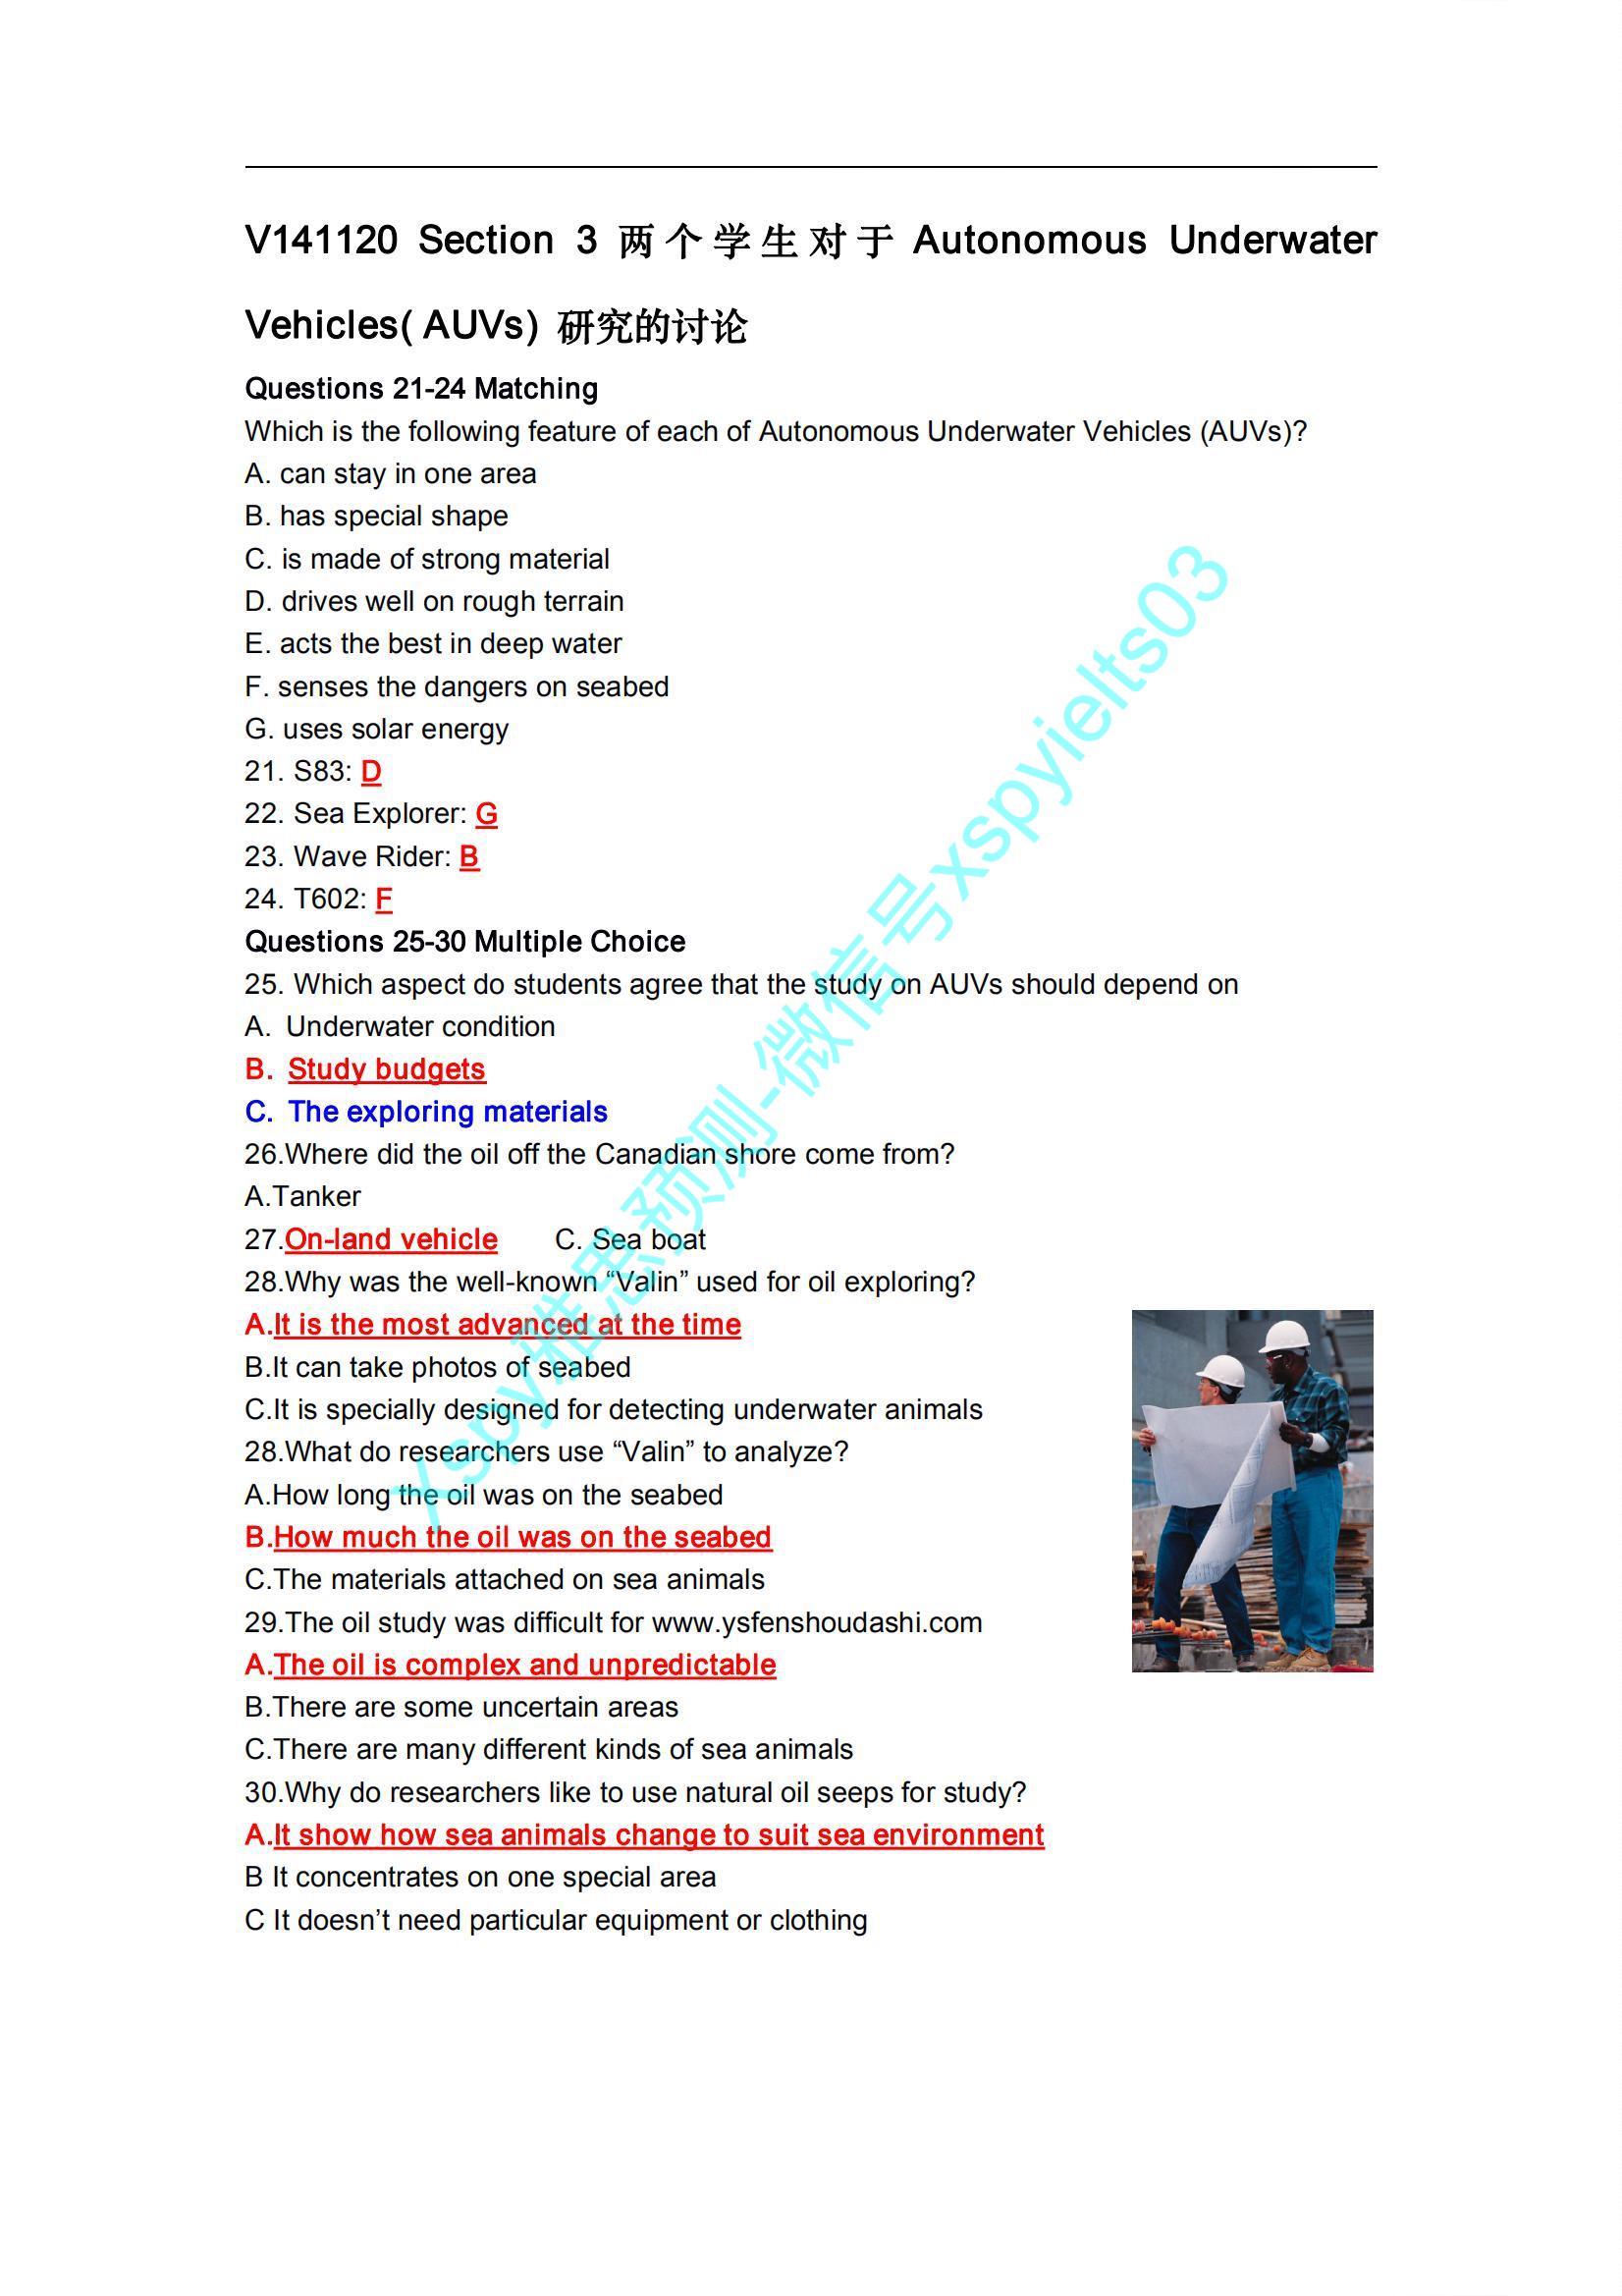 V141120 Section 3 两个学生对于 Autonomous Underwater
Vehicles( AUVs) 研究的讨论
Questions 21-24 Matching
Which is the following feature of each of Autonomous Underwater Vehicles (AUVs)?
A. can stay in one area
B. has special shape
C. is made of strong material
D. drives well on rough terrain
E. acts the best in deep water
F. senses the dangers on seabed
G. uses solar energy
21. S83: D
22. Sea Explorer: G
23. Wave Rider: B
24. T602: F
Questions 25-30 Multiple Choice
25. Which aspect do students agree that the study on AUVs should depend on
A. Underwater condition
B. Study budgets
C. The exploring materials
26.Where did the oil off the Canadian shore come from?
A.Tanker
27.On-land vehicle C. Sea boat
28.Why was the well-known “Valin” used for oil exploring?
A.It is the most advanced at the time
B.It can take photos of seabed
C.It is specially designed for detecting underwater animals
28.What do researchers use “Valin” to analyze?
A.How long the oil was on the seabed
B.How much the oil was on the seabed
C.The materials attached on sea animals
29.The oil study was difficult for www.ysfenshoudashi.com
A.The oil is complex and unpredictable
B.There are some uncertain areas
C.There are many different kinds of sea animals
30.Why do researchers like to use natural oil seeps for study?
A.It show how sea animals change to suit sea environment
B It concentrates on one special area
C It doesn’t need particular equipment or clothing
xspy雅思预测-微信号xspyielts03